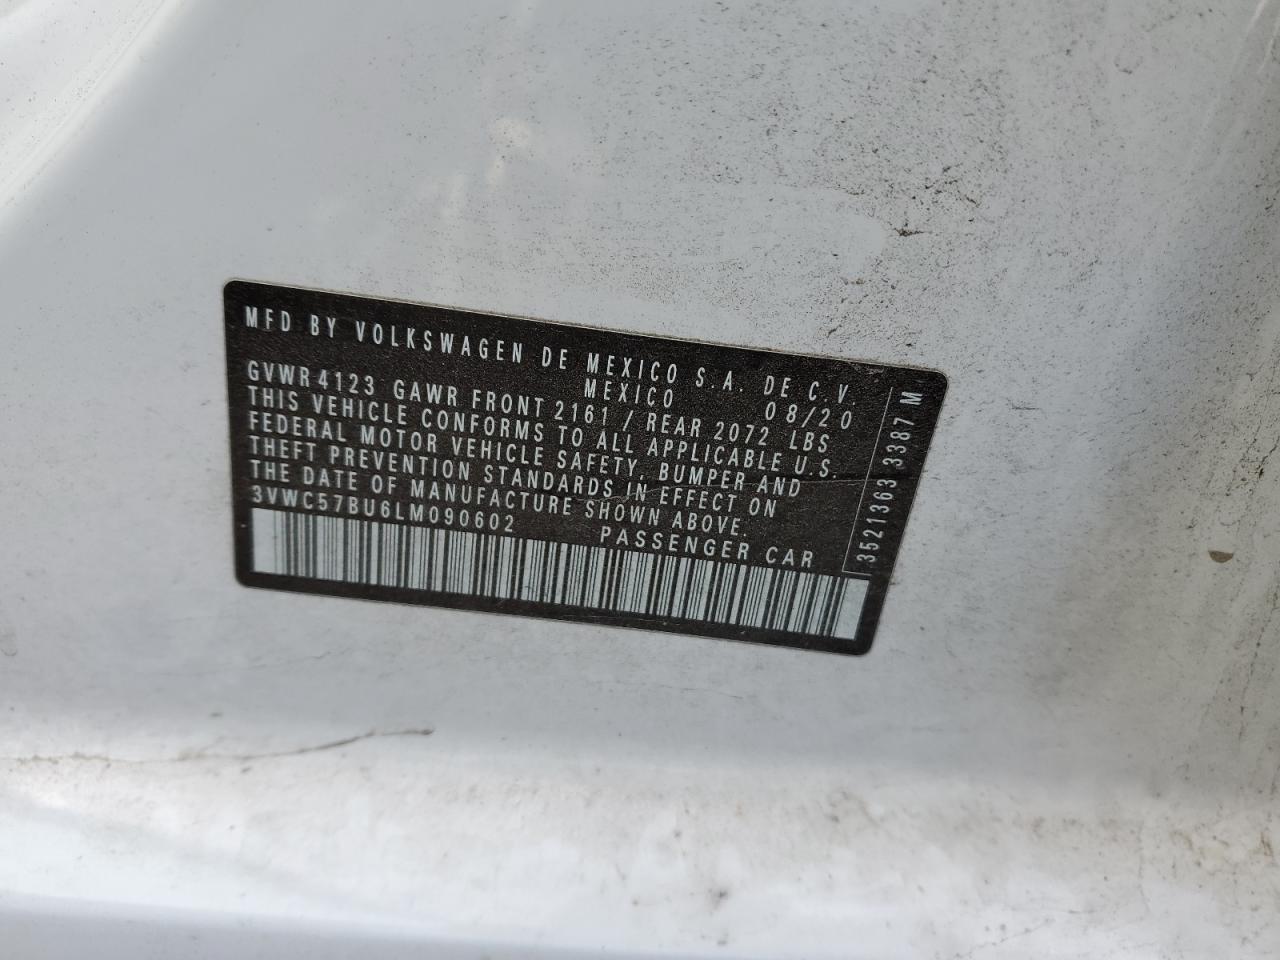 MFD BY VOLKSWAGEN DE MEXICO S.A. DE C.V.
MEXICO 08/20
GVWR 4123 GAWR FRONT 2161 / REAR 2072 LBS
THIS VEHICLE CONFORMS TO ALL APPLICABLE U.S.
FEDERAL MOTOR VEHICLE SAFETY, BUMPER AND
THEFT PREVENTION STANDARDS IN EFFECT ON
THE DATE OF MANUFACTURE SHOWN ABOVE.
3VWC57BU6LM090602 PASSENGER CAR
3521363 3387 M